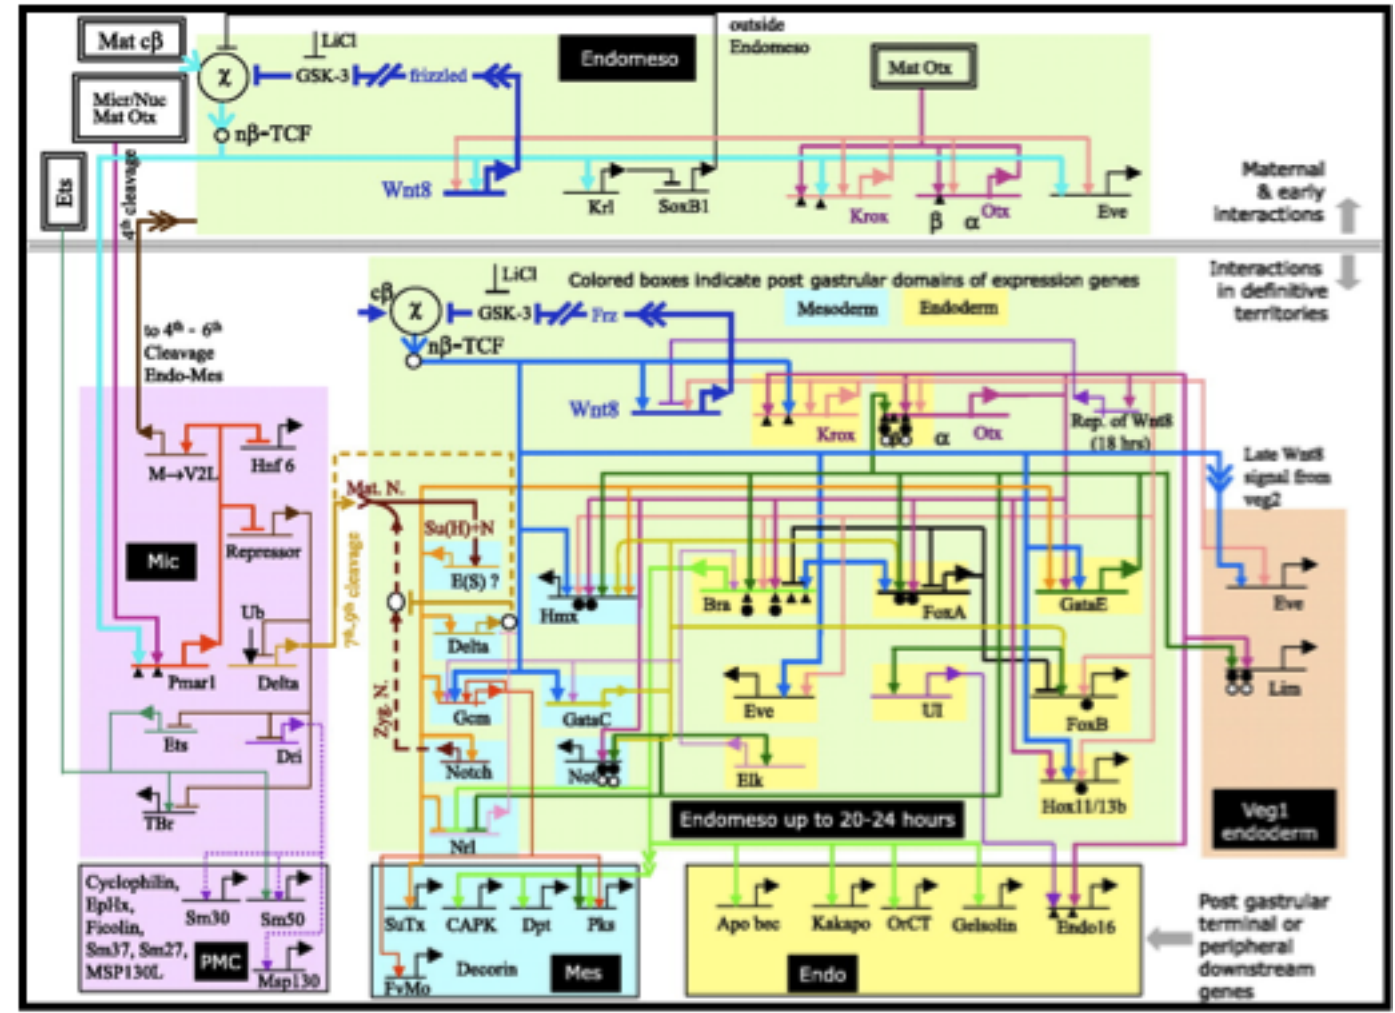 Mat cβ
Micr/Nuc
Mat Otx
Ets
χ
LiCl
GSK-3
frizzled
nβ-TCF
Endomeso
outside
Endomeso
Mat Otx
4th cleavage
Wnt8
Krl
SoxB1
Krox
β
α
Otx
Eve
Maternal
& early
interactions
Interactions
in definitive
territories
cβ
χ
LiCl
GSK-3
Frz
nβ-TCF
Colored boxes indicate post gastrular domains of expression genes
Mesoderm
Endoderm
to 4th - 6th
Cleavage
Endo-Mes
Wnt8
Krox
α
Otx
Rep. of Wnt8
(18 hrs)
M→V2L
Hnf 6
Late Wnt8
signal from
veg2
Mat. N.
Su(H)+N
Repressor
Mic
7th-9th cleavage
E(S) ?
Hmx
Bra
FoxA
GataE
Eve
Ub
Delta
Lim
Pmar1
Delta
Zyg. N.
Gcm
GataC
Eve
UI
FoxB
Ets
Dri
Notch
Not
Elk
Hox11/13b
TBr
Nrl
Endomeso up to 20-24 hours
Veg1
endoderm
Cyclophilin,
EpHx,
Ficolin,
Sm37, Sm27,
MSP130L
Sm30
Sm50
PMC
Msp130
SuTx
CAPK
Dpt
Pks
FvMo
Decorin
Mes
Apo bec
Kakapo
OrCT
Gelsolin
Endo16
Endo
Post gastrular
terminal or
peripheral
downstream
genes